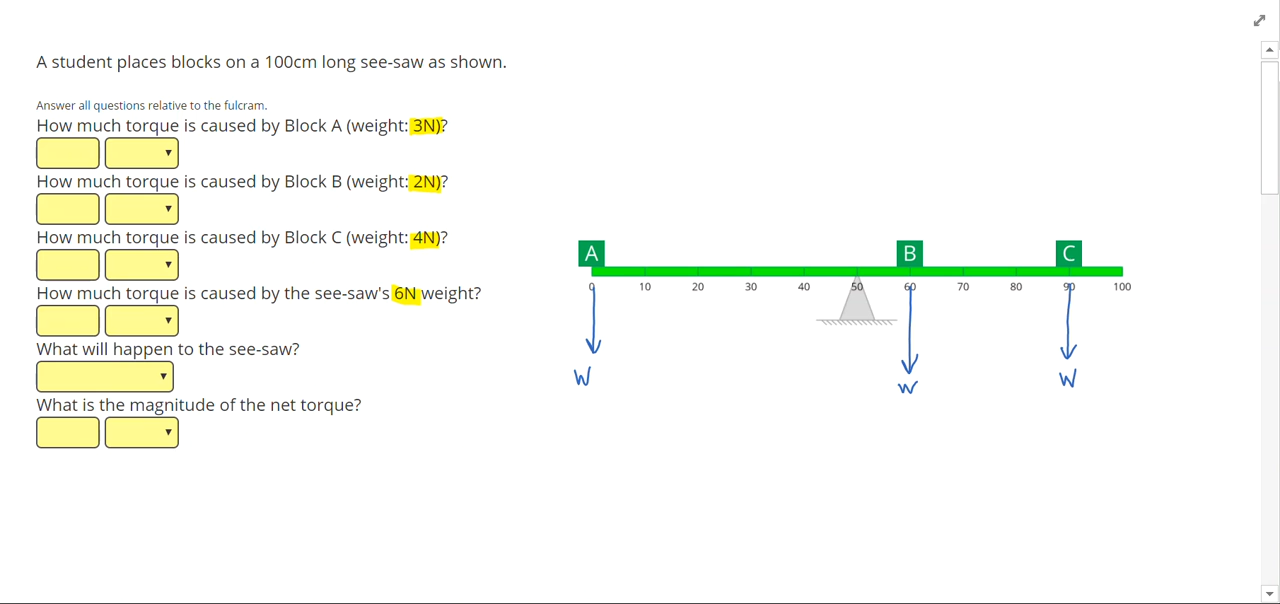 A student places blocks on a 100cm long see-saw as shown.
Answer all questions relative to the fulcram.
How much torque is caused by Block A (weight: 3N)?
How much torque is caused by Block B (weight: 2N)?
How much torque is caused by Block C (weight: 4N)?
How much torque is caused by the see-saw's 6N weight?
What will happen to the see-saw?
What is the magnitude of the net torque?
A B C
0 10 20 30 40 50 60 70 80 90 100
W W W